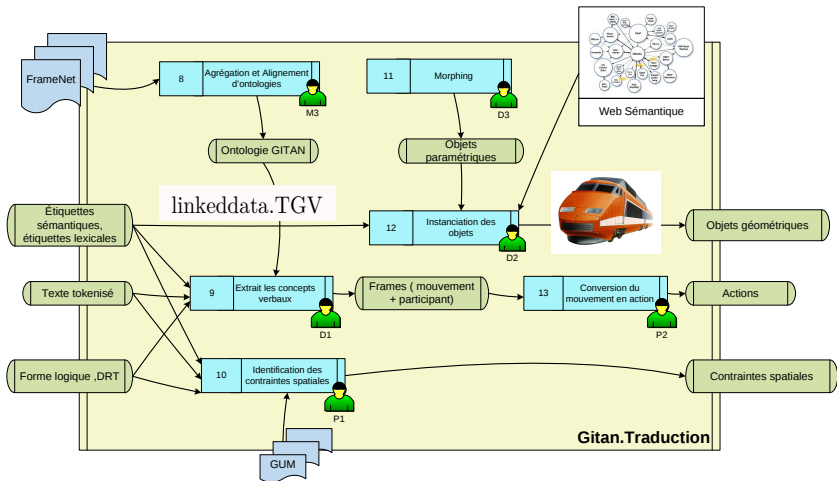 FrameNet
8
Agrégation et Alignement
d'ontologies
M3
11
Morphing
D3
Web Sémantique
Ontologie GITAN
Objets
paramétriques
linkeddata.TGV
Étiquettes
sémantiques,
étiquettes lexicales
12
Instanciation des
objets
D2
Objets géométriques
Texte tokenisé
9
Extrait les concepts
verbaux
D1
Frames ( mouvement
+ participant)
13
Conversion du
mouvement en action
P2
Actions
Forme logique ,DRT
10
Identification des
contraintes spatiales
P1
Contraintes spatiales
GUM
Gitan.Traduction